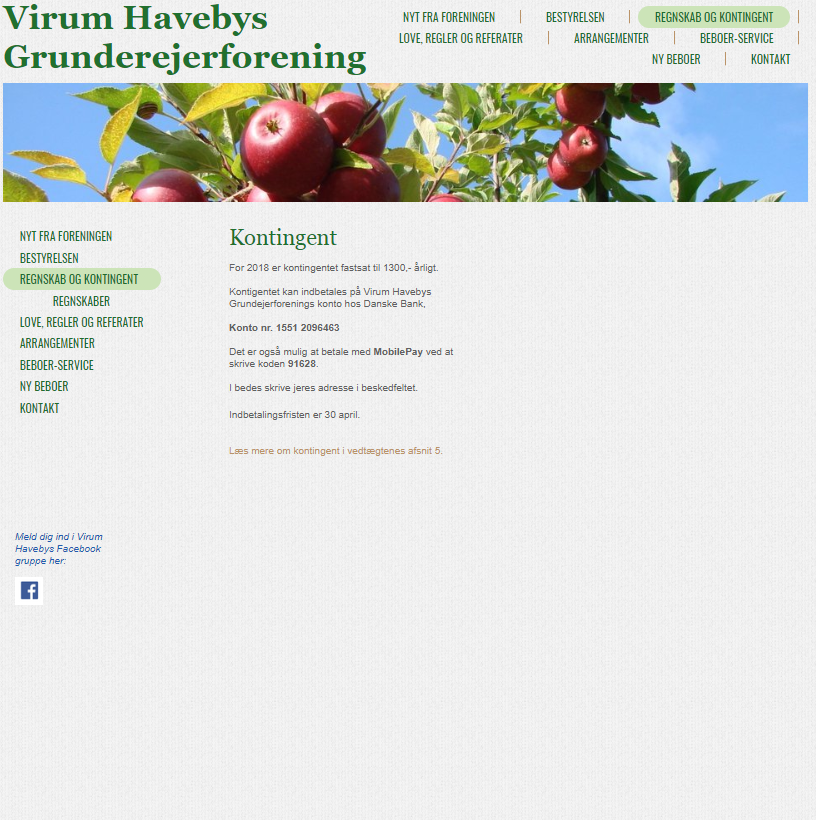 Virum Havebys
Grunderejerforening
NYT FRA FORENINGEN
BESTYRELSEN
REGNSKAB OG KONTINGENT
LOVE, REGLER OG REFERATER
ARRANGEMENTER
BEBOER-SERVICE
NY BEBOER
KONTAKT
NYT FRA FORENINGEN
BESTYRELSEN
REGNSKAB OG KONTINGENT
REGNSKABER
LOVE, REGLER OG REFERATER
ARRANGEMENTER
BEBOER-SERVICE
NY BEBOER
KONTAKT
Kontingent
For 2018 er kontingentet fastsat til 1300,- årligt.
Kontigentet kan indbetales på Virum Havebys
Grundejerforenings konto hos Danske Bank,
Konto nr. 1551 2096463
Det er også mulig at betale med MobilePay ved at
skrive koden 91628.
I bedes skrive jeres adresse i beskedfeltet.
Indbetalingsfristen er 30 april.
Læs mere om kontingent i vedtægtenes afsnit 5.
Meld dig ind i Virum
Havebys Facebook
gruppe her: